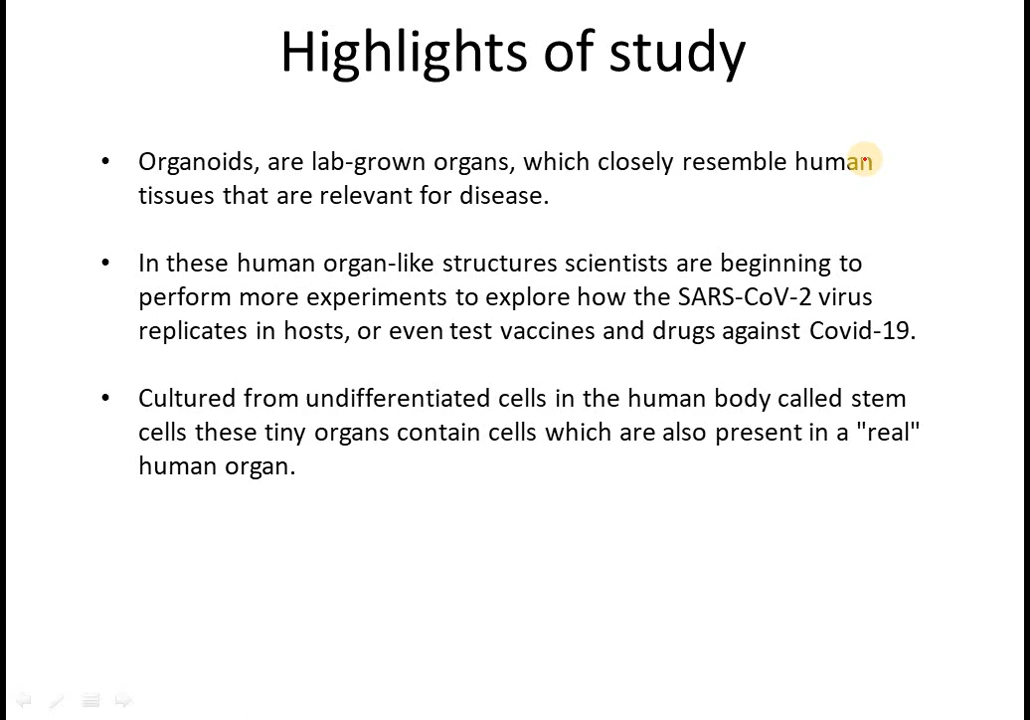 Highlights of study
• Organoids, are lab-grown organs, which closely resemble human
tissues that are relevant for disease.
• In these human organ-like structures scientists are beginning to
perform more experiments to explore how the SARS-CoV-2 virus
replicates in hosts, or even test vaccines and drugs against Covid-19.
• Cultured from undifferentiated cells in the human body called stem
cells these tiny organs contain cells which are also present in a "real"
human organ.